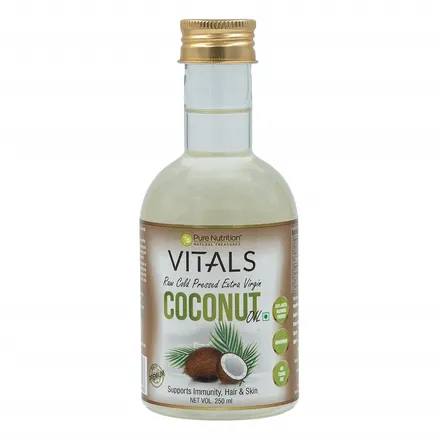 Pure Nutrition
NATURAL TREASURES
VITALS
Raw Cold Pressed Extra Virgin
COCONUT
OIL
Supports Immunity, Hair & Skin
NET VOL. 250 ml
PREMIUM